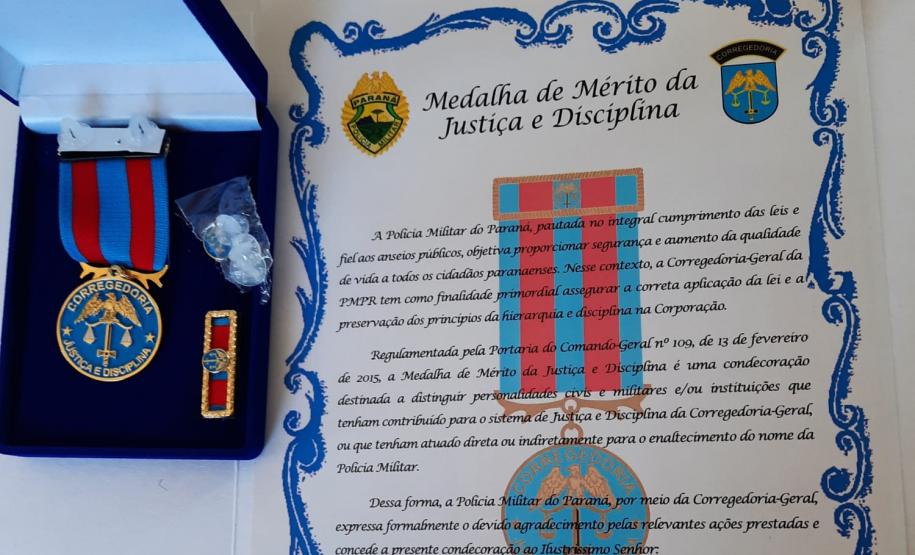 CORREGEDORIA
JUSTIÇA E DISCIPLINA
PARANÁ
POLÍCIA MILITAR
CORREGEDORIA
Medalha de Mérito da
Justiça e Disciplina
A Polícia Militar do Paraná, pautada no integral cumprimento das leis e
fiel aos anseios públicos, objetiva proporcionar segurança e aumento da qualidade
de vida a todos os cidadãos paranaenses. Nesse contexto, a Corregedoria-Geral da
PMPR tem como finalidade primordial assegurar a correta aplicação da lei e a
preservação dos princípios da hierarquia e disciplina na Corporação.
Regulamentada pela Portaria do Comando-Geral nº 109, de 13 de fevereiro
de 2015, a Medalha de Mérito da Justiça e Disciplina é uma condecoração
destinada a distinguir personalidades civis e militares e/ou instituições que
tenham contribuído para o sistema de Justiça e Disciplina da Corregedoria-Geral,
ou que tenham atuado direta ou indiretamente para o enaltecimento do nome da
Polícia Militar.
Dessa forma, a Polícia Militar do Paraná, por meio da Corregedoria-Geral,
expressa formalmente o devido agradecimento pelas relevantes ações prestadas e
concede a presente condecoração ao Ilustríssimo Senhor:
CORREGEDORIA